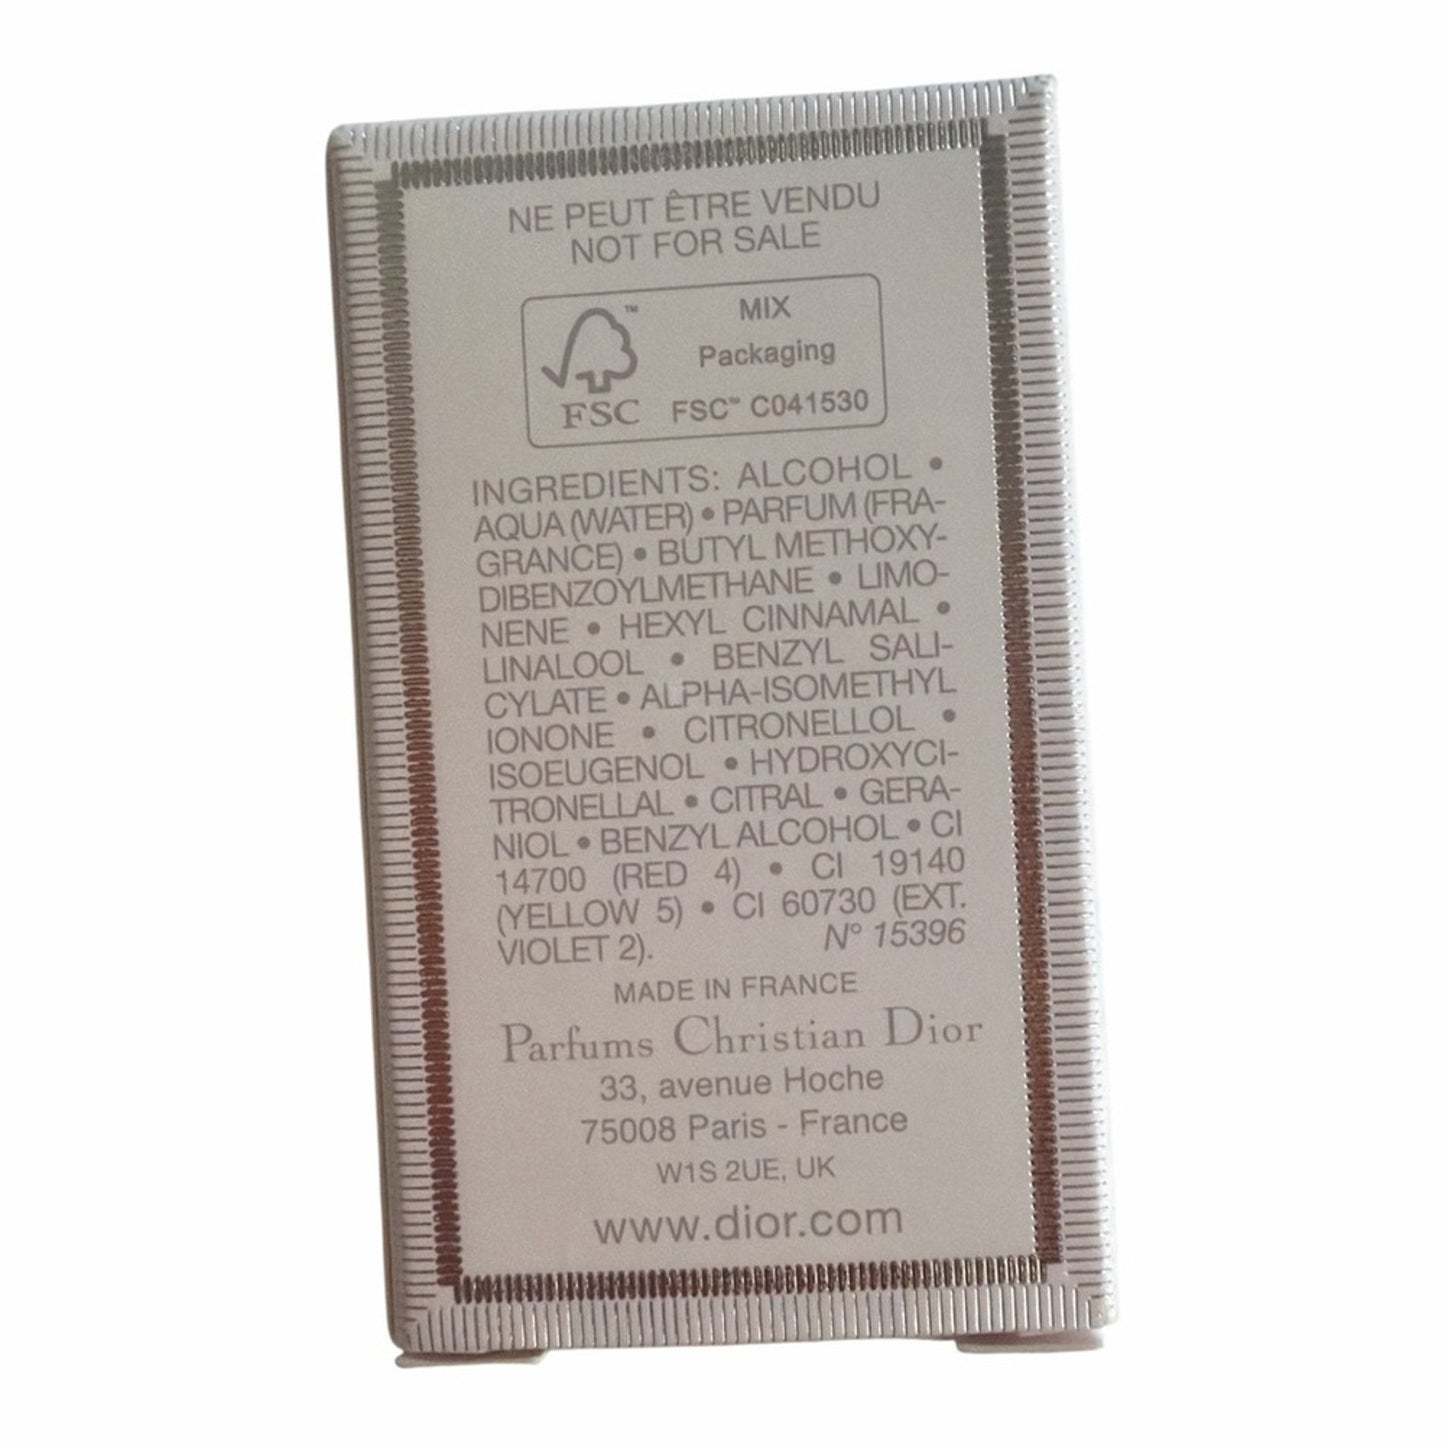 NE PEUT ÊTRE VENDU
NOT FOR SALE
MIX
Packaging
FSC™ C041530
™
FSC
INGREDIENTS: ALCOHOL •
AQUA (WATER) • PARFUM (FRA-
GRANCE) • BUTYL METHOXY-
DIBENZOYLMETHANE • LIMO-
NENE • HEXYL CINNAMAL •
LINALOOL • BENZYL SALI-
CYLATE • ALPHA-ISOMETHYL
IONONE • CITRONELLOL •
ISOEUGENOL • HYDROXYCI-
TRONELLAL • CITRAL • GERA-
NIOL • BENZYL ALCOHOL • CI
14700 (RED 4) • CI 19140
(YELLOW 5) • CI 60730 (EXT.
VIOLET 2). N° 15396
MADE IN FRANCE
Parfums Christian Dior
33, avenue Hoche
75008 Paris - France
W1S 2UE, UK
www.dior.com